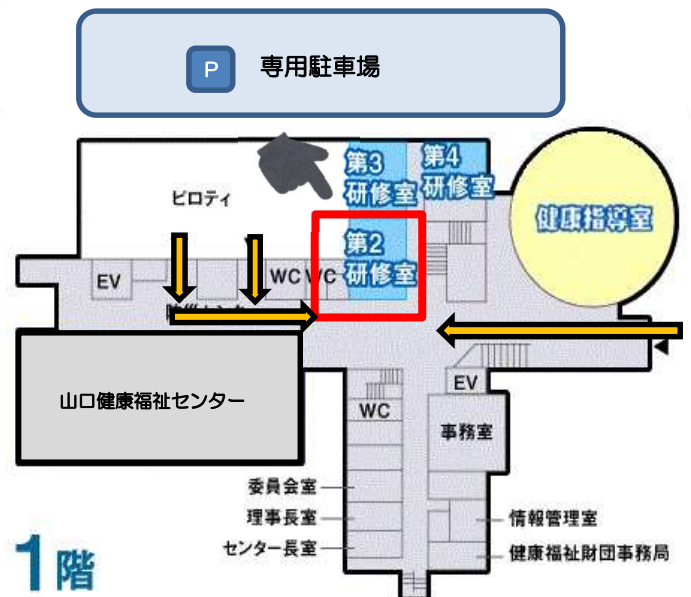 P 専用駐車場
第3
研修室
第4
研修室
ピロティ
健康指導室
第2
研修室
EV
WC
WC
山口健康福祉センター
EV
WC
事務室
委員会室
理事長室
センター長室
情報管理室
健康福祉財団事務局
1階